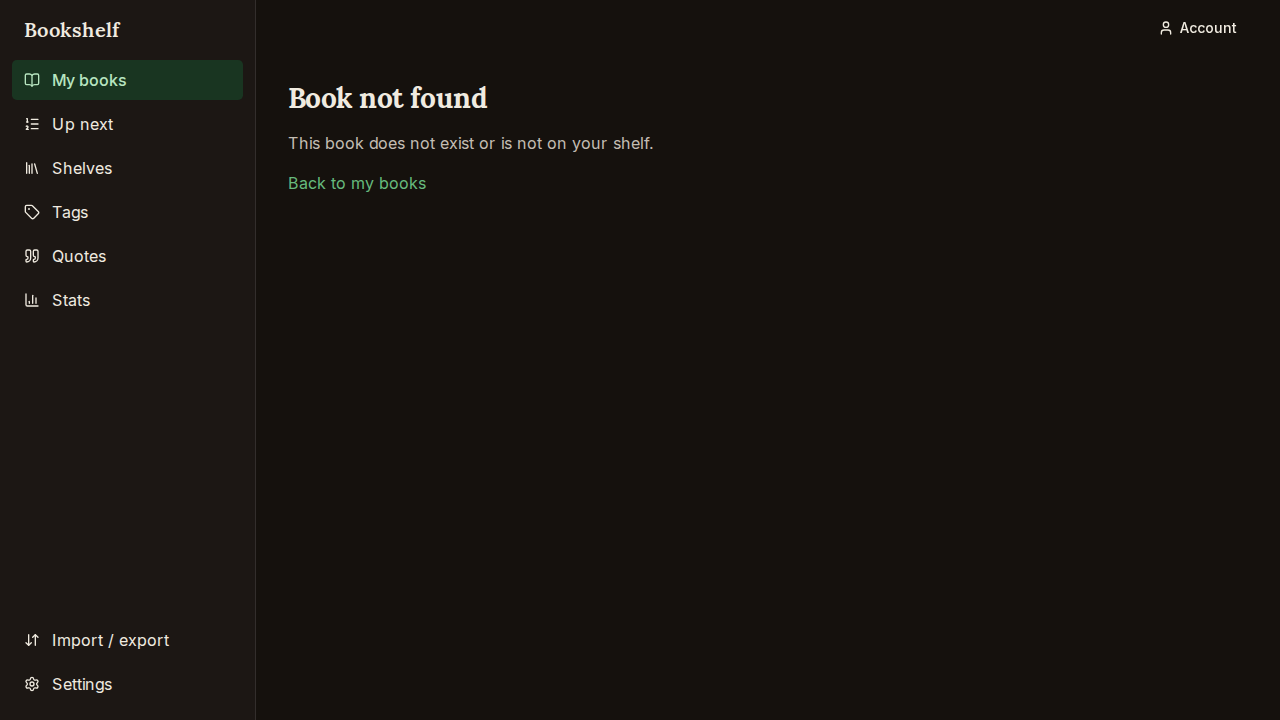 Bookshelf
My books
Up next
Shelves
Tags
Quotes
Stats
Import / export
Settings
Account
Book not found
This book does not exist or is not on your shelf.
Back to my books